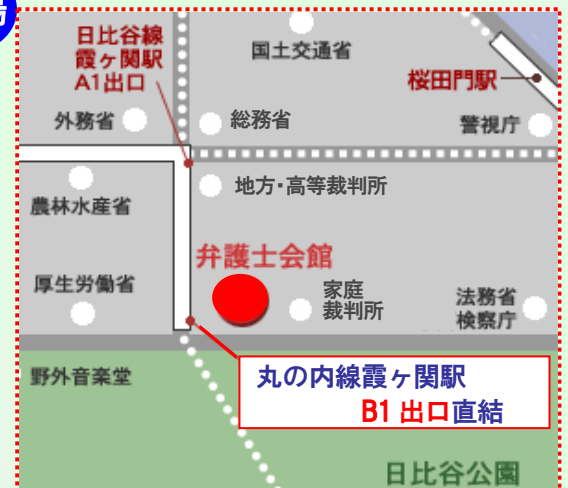 日比谷線
霞ヶ関駅
A1出口
国土交通省
桜田門駅
外務省
総務省
警視庁
地方・高等裁判所
農林水産省
弁護士会館
厚生労働省
家庭
裁判所
法務省
検察庁
野外音楽堂
丸の内線霞ヶ関駅
B1 出口直結
日比谷公園